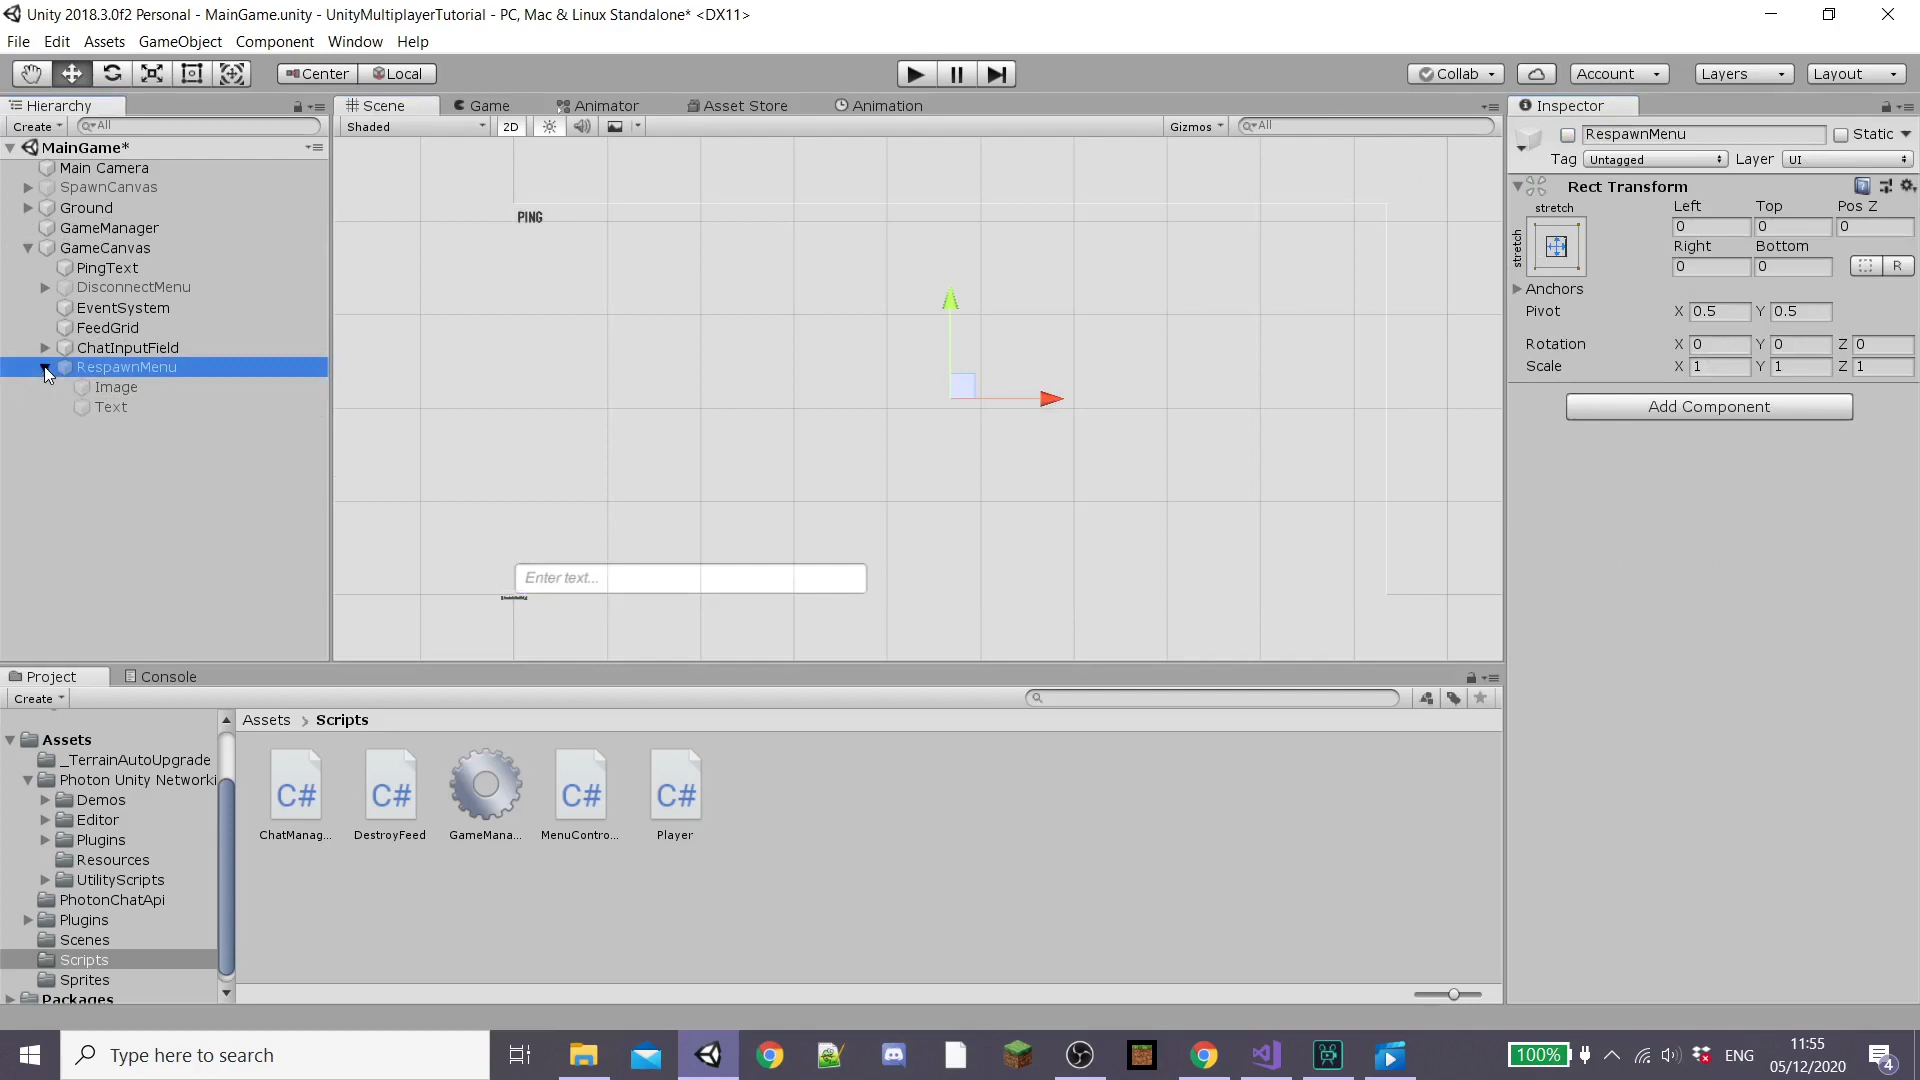 Unity 2018.3.0f2 Personal - MainGame.unity - UnityMultiplayerTutorial - PC, Mac & Linux Standalone* <DX11>
File Edit Assets GameObject Component Window Help
Center Local Collab Account Layers Layout
Hierarchy
Create All
MainGame*
Main Camera
SpawnCanvas
Ground
GameManager
GameCanvas
PingText
DisconnectMenu
EventSystem
FeedGrid
ChatInputField
RespawnMenu
Image
Text
Scene Game Animator Asset Store Animation
Shaded 2D Gizmos All
PING
Enter text...
Inspector
RespawnMenu Static
Tag Untagged Layer UI
Rect Transform
stretch Left Top Pos Z
stretch 0 0 0
Right Bottom
0 0 R
Anchors
Pivot X 0.5 Y 0.5
Rotation X 0 Y 0 Z 0
Scale X 1 Y 1 Z 1
Add Component
Project Console
Create
Assets
_TerrainAutoUpgrade
Photon Unity Networki
Demos
Editor
Plugins
Resources
UtilityScripts
PhotonChatApi
Plugins
Scenes
Scripts
Sprites
Packages
Assets > Scripts
C# C# C# C#
ChatManag... DestroyFeed GameMana... MenuContro... Player
Type here to search
100% ENG 11:55
05/12/2020 4